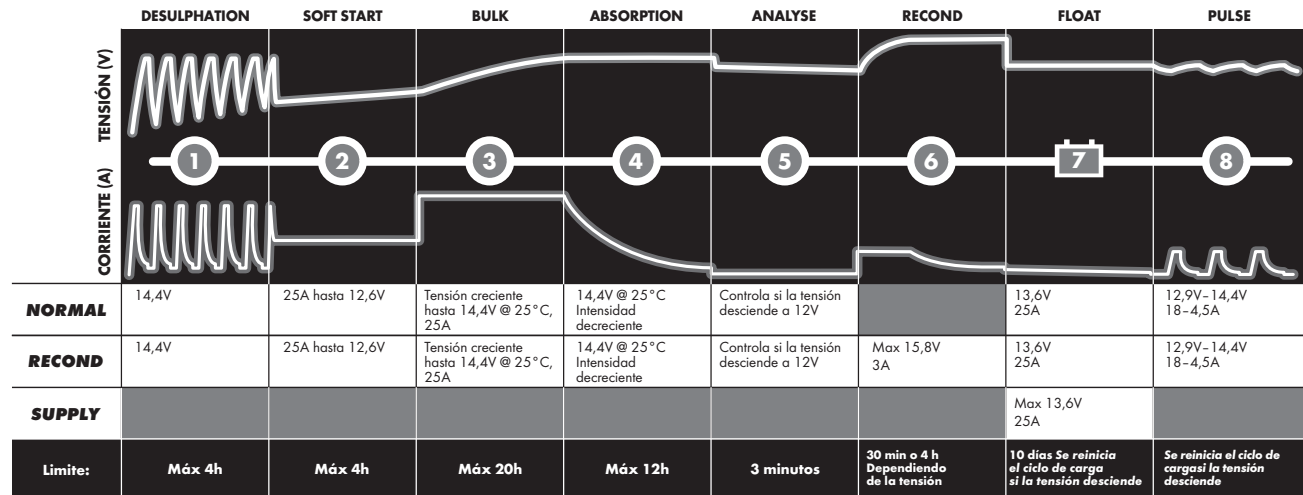 DESULPHATION SOFT START BULK ABSORPTION ANALYSE RECOND FLOAT PULSE
TENSIÓN (V)
1 2 3 4 5 6 7 8
CORRIENTE (A)
NORMAL
14,4V
25A hasta 12,6V
Tensión creciente
hasta 14,4V @ 25°C,
25A
14,4V @ 25°C
Intensidad
decreciente
Controla si la tensión
desciende a 12V
13,6V
25A
12,9V–14,4V
18–4,5A
RECOND
14,4V
25A hasta 12,6V
Tensión creciente
hasta 14,4V @ 25°C,
25A
14,4V @ 25°C
Intensidad
decreciente
Controla si la tensión
desciende a 12V
Max 15,8V
3A
13,6V
25A
12,9V–14,4V
18–4,5A
SUPPLY
Max 13,6V
25A
Limite:
Máx 4h
Máx 4h
Máx 20h
Máx 12h
3 minutos
30 min o 4 h
Dependiendo
de la tensión
10 días Se reinicia
el ciclo de carga
si la tensión desciende
Se reinicia el ciclo de
cargasi la tensión
desciende